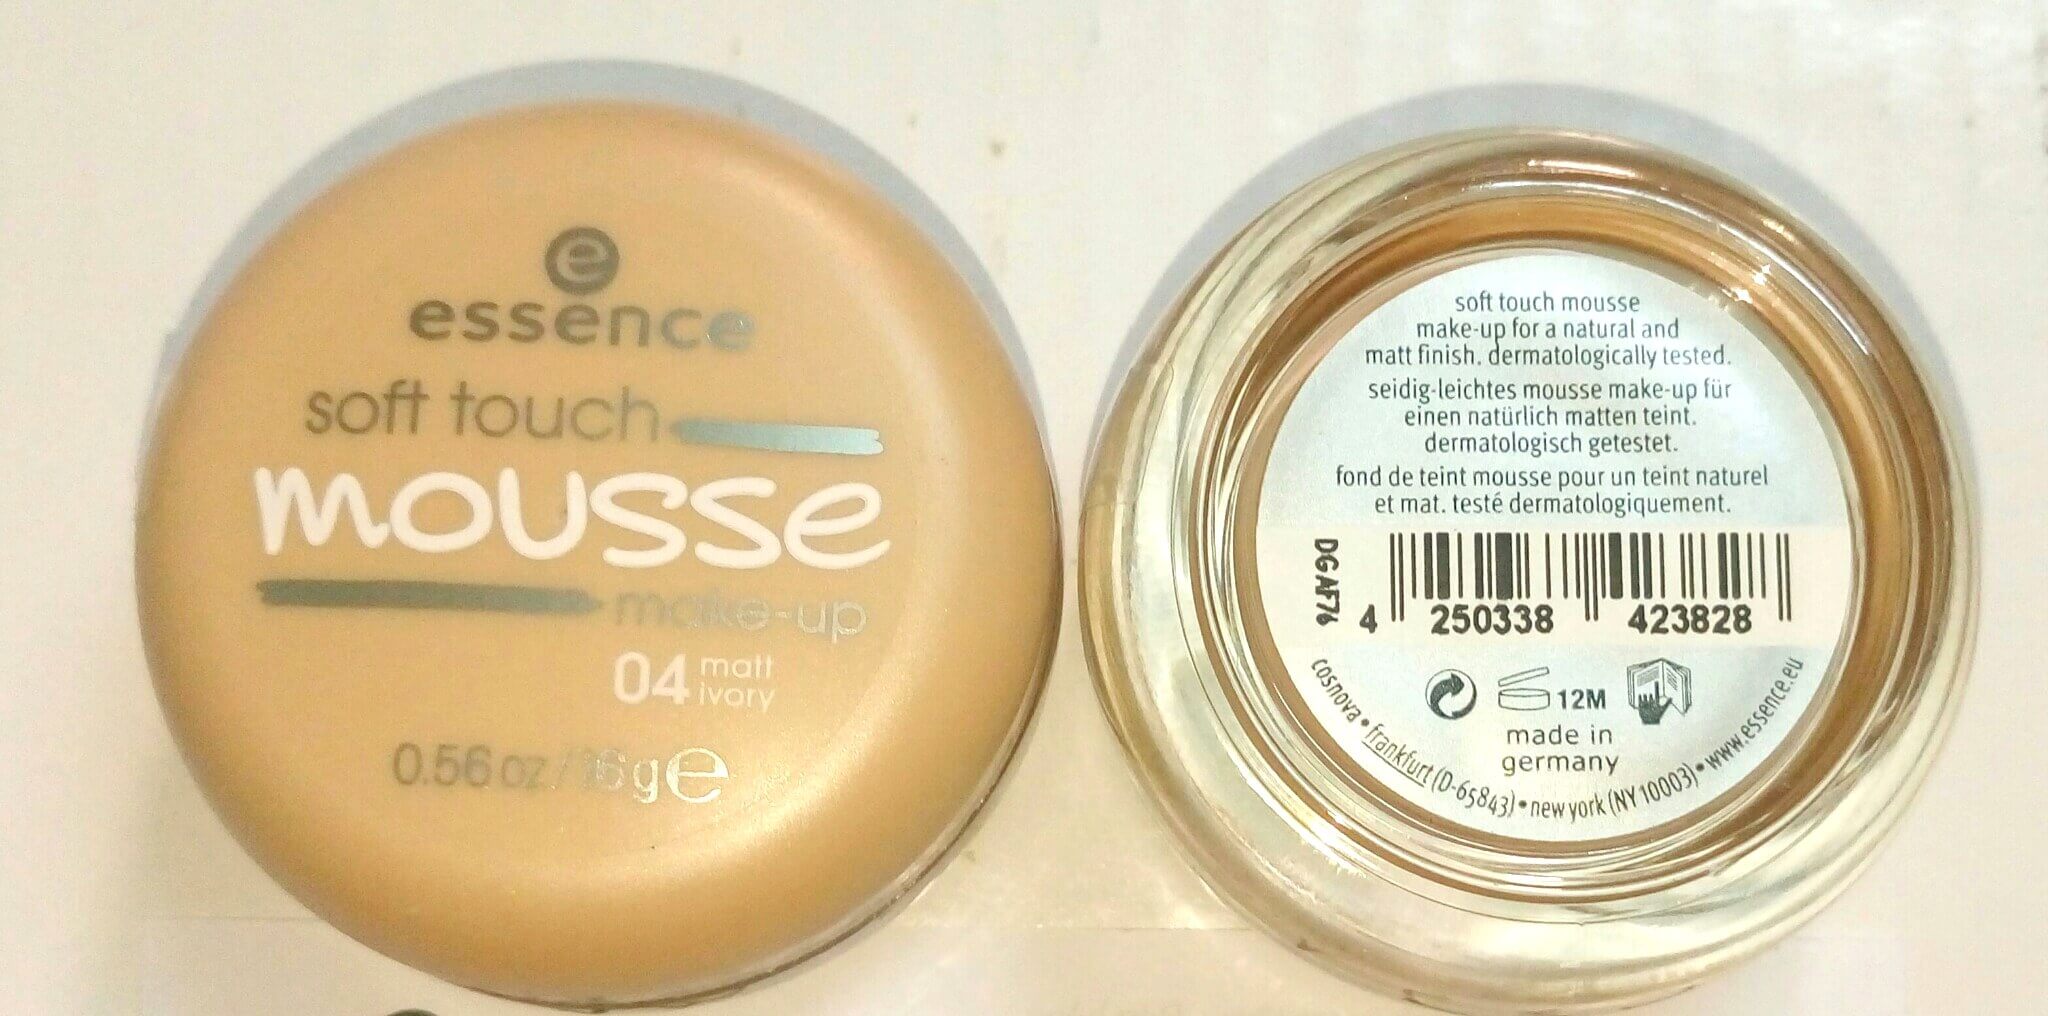 e
essence
soft touch
mousse
make-up
04 matt
ivory
0.56 oz / 16 g e
soft touch mousse
make-up for a natural and
matt finish. dermatologically tested.
seidig-leichtes mousse make-up für
einen natürlich matten teint.
dermatologisch getestet.
fond de teint mousse pour un teint naturel
et mat. testé dermatologiquement.
DG AF76
4 250338 423828
12M
made in
germany
cosnova • frankfurt (D-65843) • new york (NY 10003) • www.essence.eu